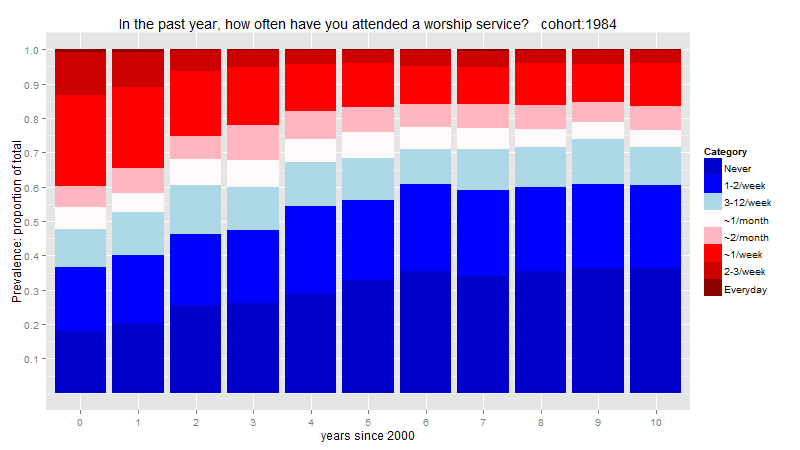 In the past year, how often have you attended a worship service?   cohort:1984
Prevalence: proportion of total
1.0
0.9
0.8
0.7
0.6
0.5
0.4
0.3
0.2
0.1
0 1 2 3 4 5 6 7 8 9 10
years since 2000
Category
Never
1-2/week
3-12/week
~1/month
~2/month
~1/week
2-3/week
Everyday